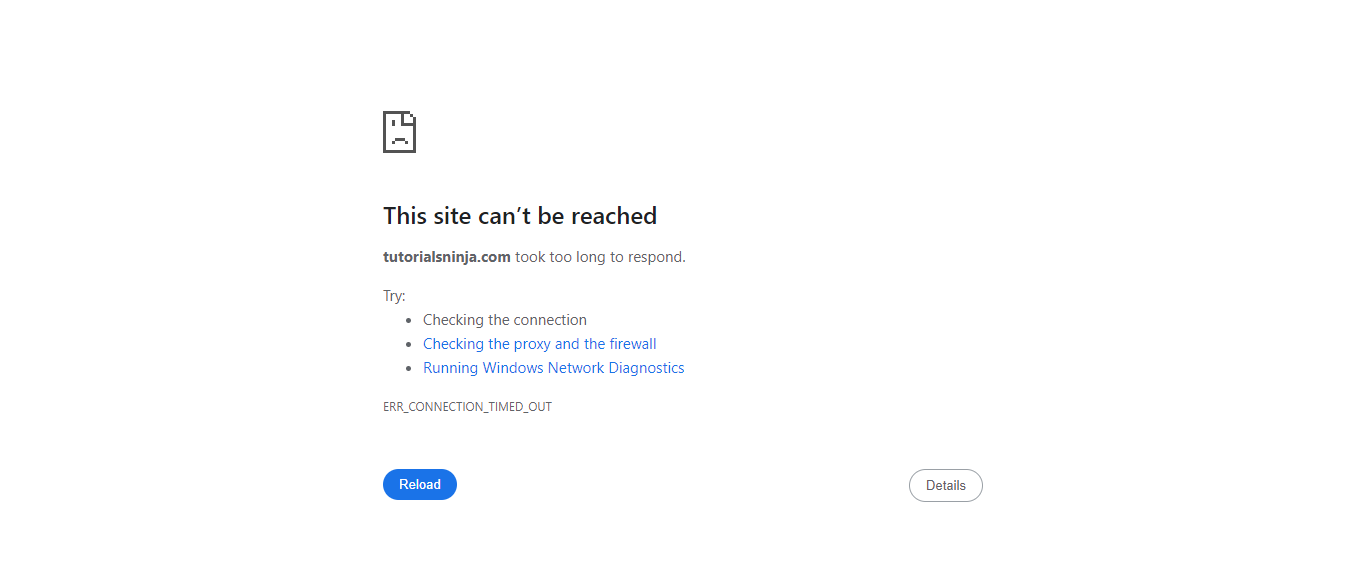 This site can’t be reached
tutorialsninja.com took too long to respond.
Try:
• Checking the connection
• Checking the proxy and the firewall
• Running Windows Network Diagnostics
ERR_CONNECTION_TIMED_OUT
Reload
Details